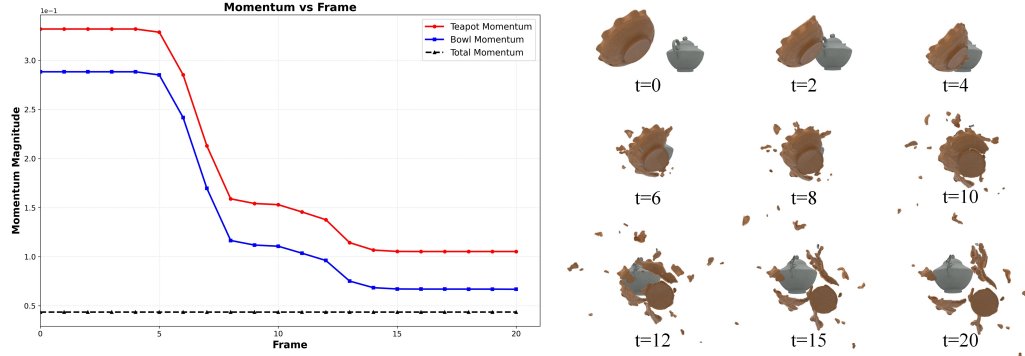 Momentum vs Frame
1e−1
Teapot Momentum
Bowl Momentum
Total Momentum
3.0
2.5
2.0
1.5
1.0
0.5
Momentum Magnitude
0
5
10
15
20
Frame
t=0
t=2
t=4
t=6
t=8
t=10
t=12
t=15
t=20